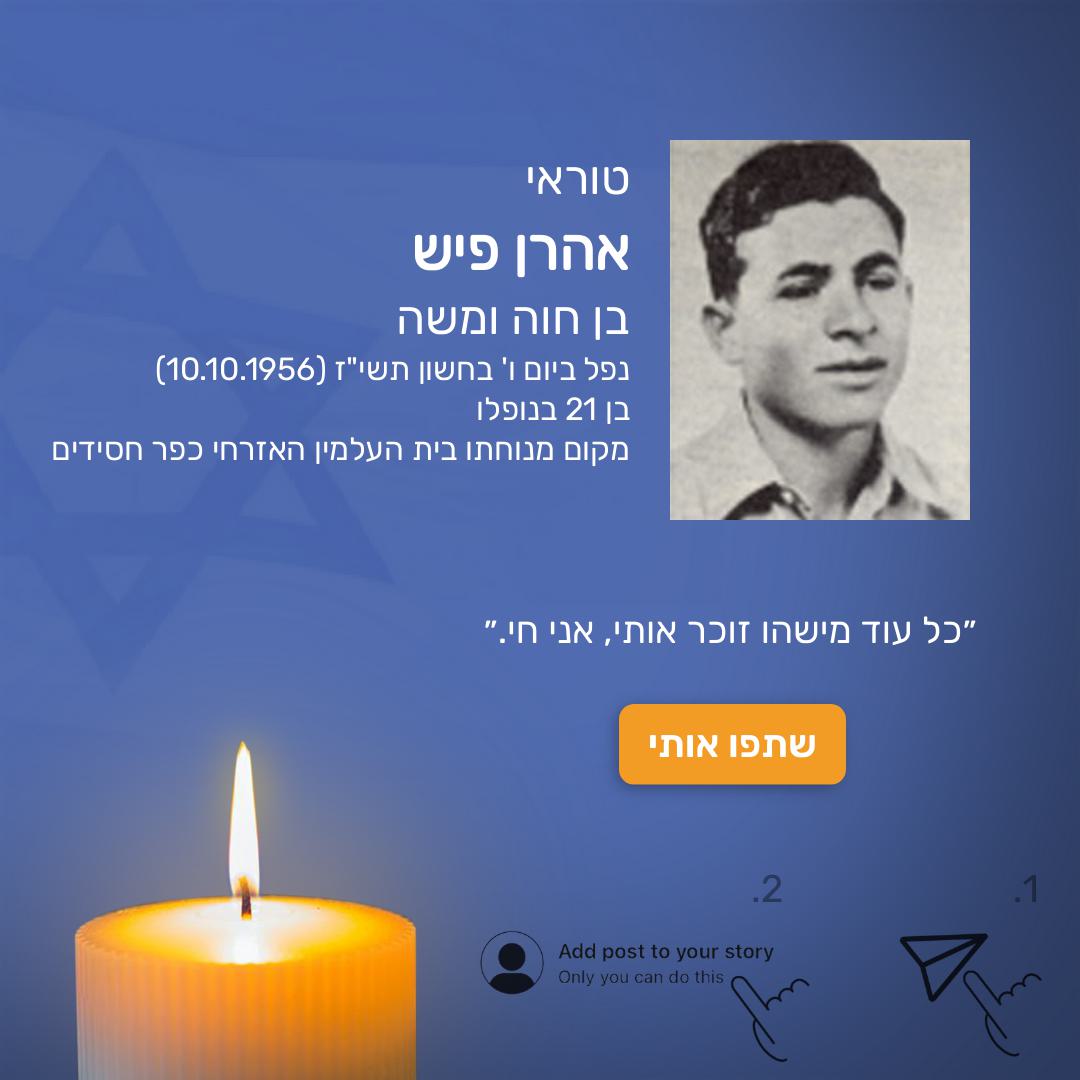 טוראי
אהרן פיש
בן חוה ומשה
נפל ביום ו' בחשון תשי"ז (10.10.1956)
בן 21 בנופלו
מקום מנוחתו בית העלמין האזרחי כפר חסידים
״כל עוד מישהו זוכר אותי, אני חי.״
שתפו אותי
1.
2.
Add post to your story
Only you can do this